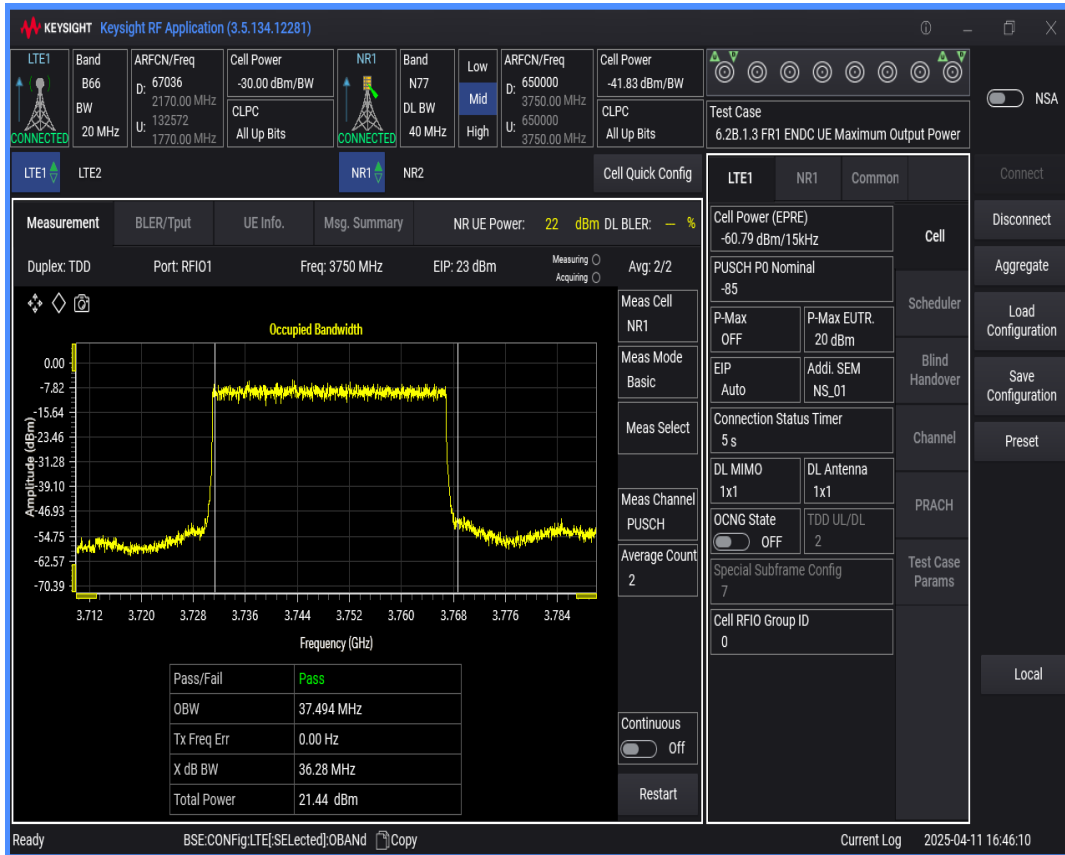 KEYSIGHT Keysight RF Application (3.5.134.12281)
LTE1
CONNECTED
Band
B66
BW
20 MHz
ARFCN/Freq
D: 67036
2170.00 MHz
U: 132572
1770.00 MHz
Cell Power
-30.00 dBm/BW
CLPC
All Up Bits
NR1
CONNECTED
Band
N77
DL BW
40 MHz
Low
Mid
High
ARFCN/Freq
D: 650000
3750.00 MHz
U: 650000
3750.00 MHz
Cell Power
-41.83 dBm/BW
CLPC
All Up Bits
Test Case
6.2B.1.3 FR1 ENDC UE Maximum Output Power
NSA
LTE1 LTE2 NR1 NR2 Cell Quick Config
Measurement BLER/Tput UE Info. Msg. Summary NR UE Power: 22 dBm DL BLER: — %
Duplex: TDD Port: RFIO1 Freq: 3750 MHz EIP: 23 dBm Measuring Acquiring Avg: 2/2
Occupied Bandwidth
Amplitude (dBm)
0.00
-7.82
-15.64
-23.46
-31.28
-39.10
-46.93
-54.75
-62.57
-70.39
3.712 3.720 3.728 3.736 3.744 3.752 3.760 3.768 3.776 3.784
Frequency (GHz)
Pass/Fail Pass
OBW 37.494 MHz
Tx Freq Err 0.00 Hz
X dB BW 36.28 MHz
Total Power 21.44 dBm
Meas Cell
NR1
Meas Mode
Basic
Meas Select
Meas Channel
PUSCH
Average Count
2
Continuous
Off
Restart
LTE1 NR1 Common
Cell Power (EPRE)
-60.79 dBm/15kHz
PUSCH P0 Nominal
-85
P-Max
OFF
P-Max EUTR.
20 dBm
EIP
Auto
Addi. SEM
NS_01
Connection Status Timer
5 s
DL MIMO
1x1
DL Antenna
1x1
OCNG State
OFF
TDD UL/DL
2
Special Subframe Config
7
Cell RFIO Group ID
0
Cell
Scheduler
Blind
Handover
Channel
PRACH
Test Case
Params
Connect
Disconnect
Aggregate
Load
Configuration
Save
Configuration
Preset
Local
Ready BSE:CONFig:LTE[:SELected]:OBANd Copy Current Log 2025-04-11 16:46:10